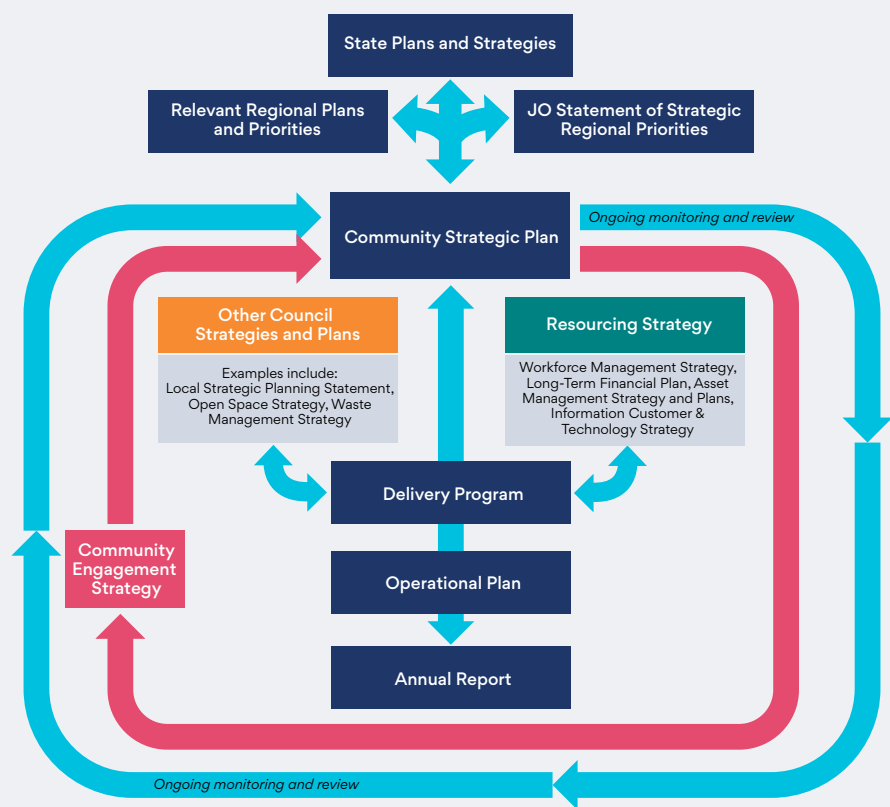 State Plans and Strategies
Relevant Regional Plans
and Priorities
JO Statement of Strategic
Regional Priorities
Community Strategic Plan
Ongoing monitoring and review
Other Council
Strategies and Plans
Examples include:
Local Strategic Planning Statement,
Open Space Strategy, Waste
Management Strategy
Resourcing Strategy
Workforce Management Strategy,
Long-Term Financial Plan, Asset
Management Strategy and Plans,
Information Customer &
Technology Strategy
Delivery Program
Community
Engagement
Strategy
Operational Plan
Annual Report
Ongoing monitoring and review